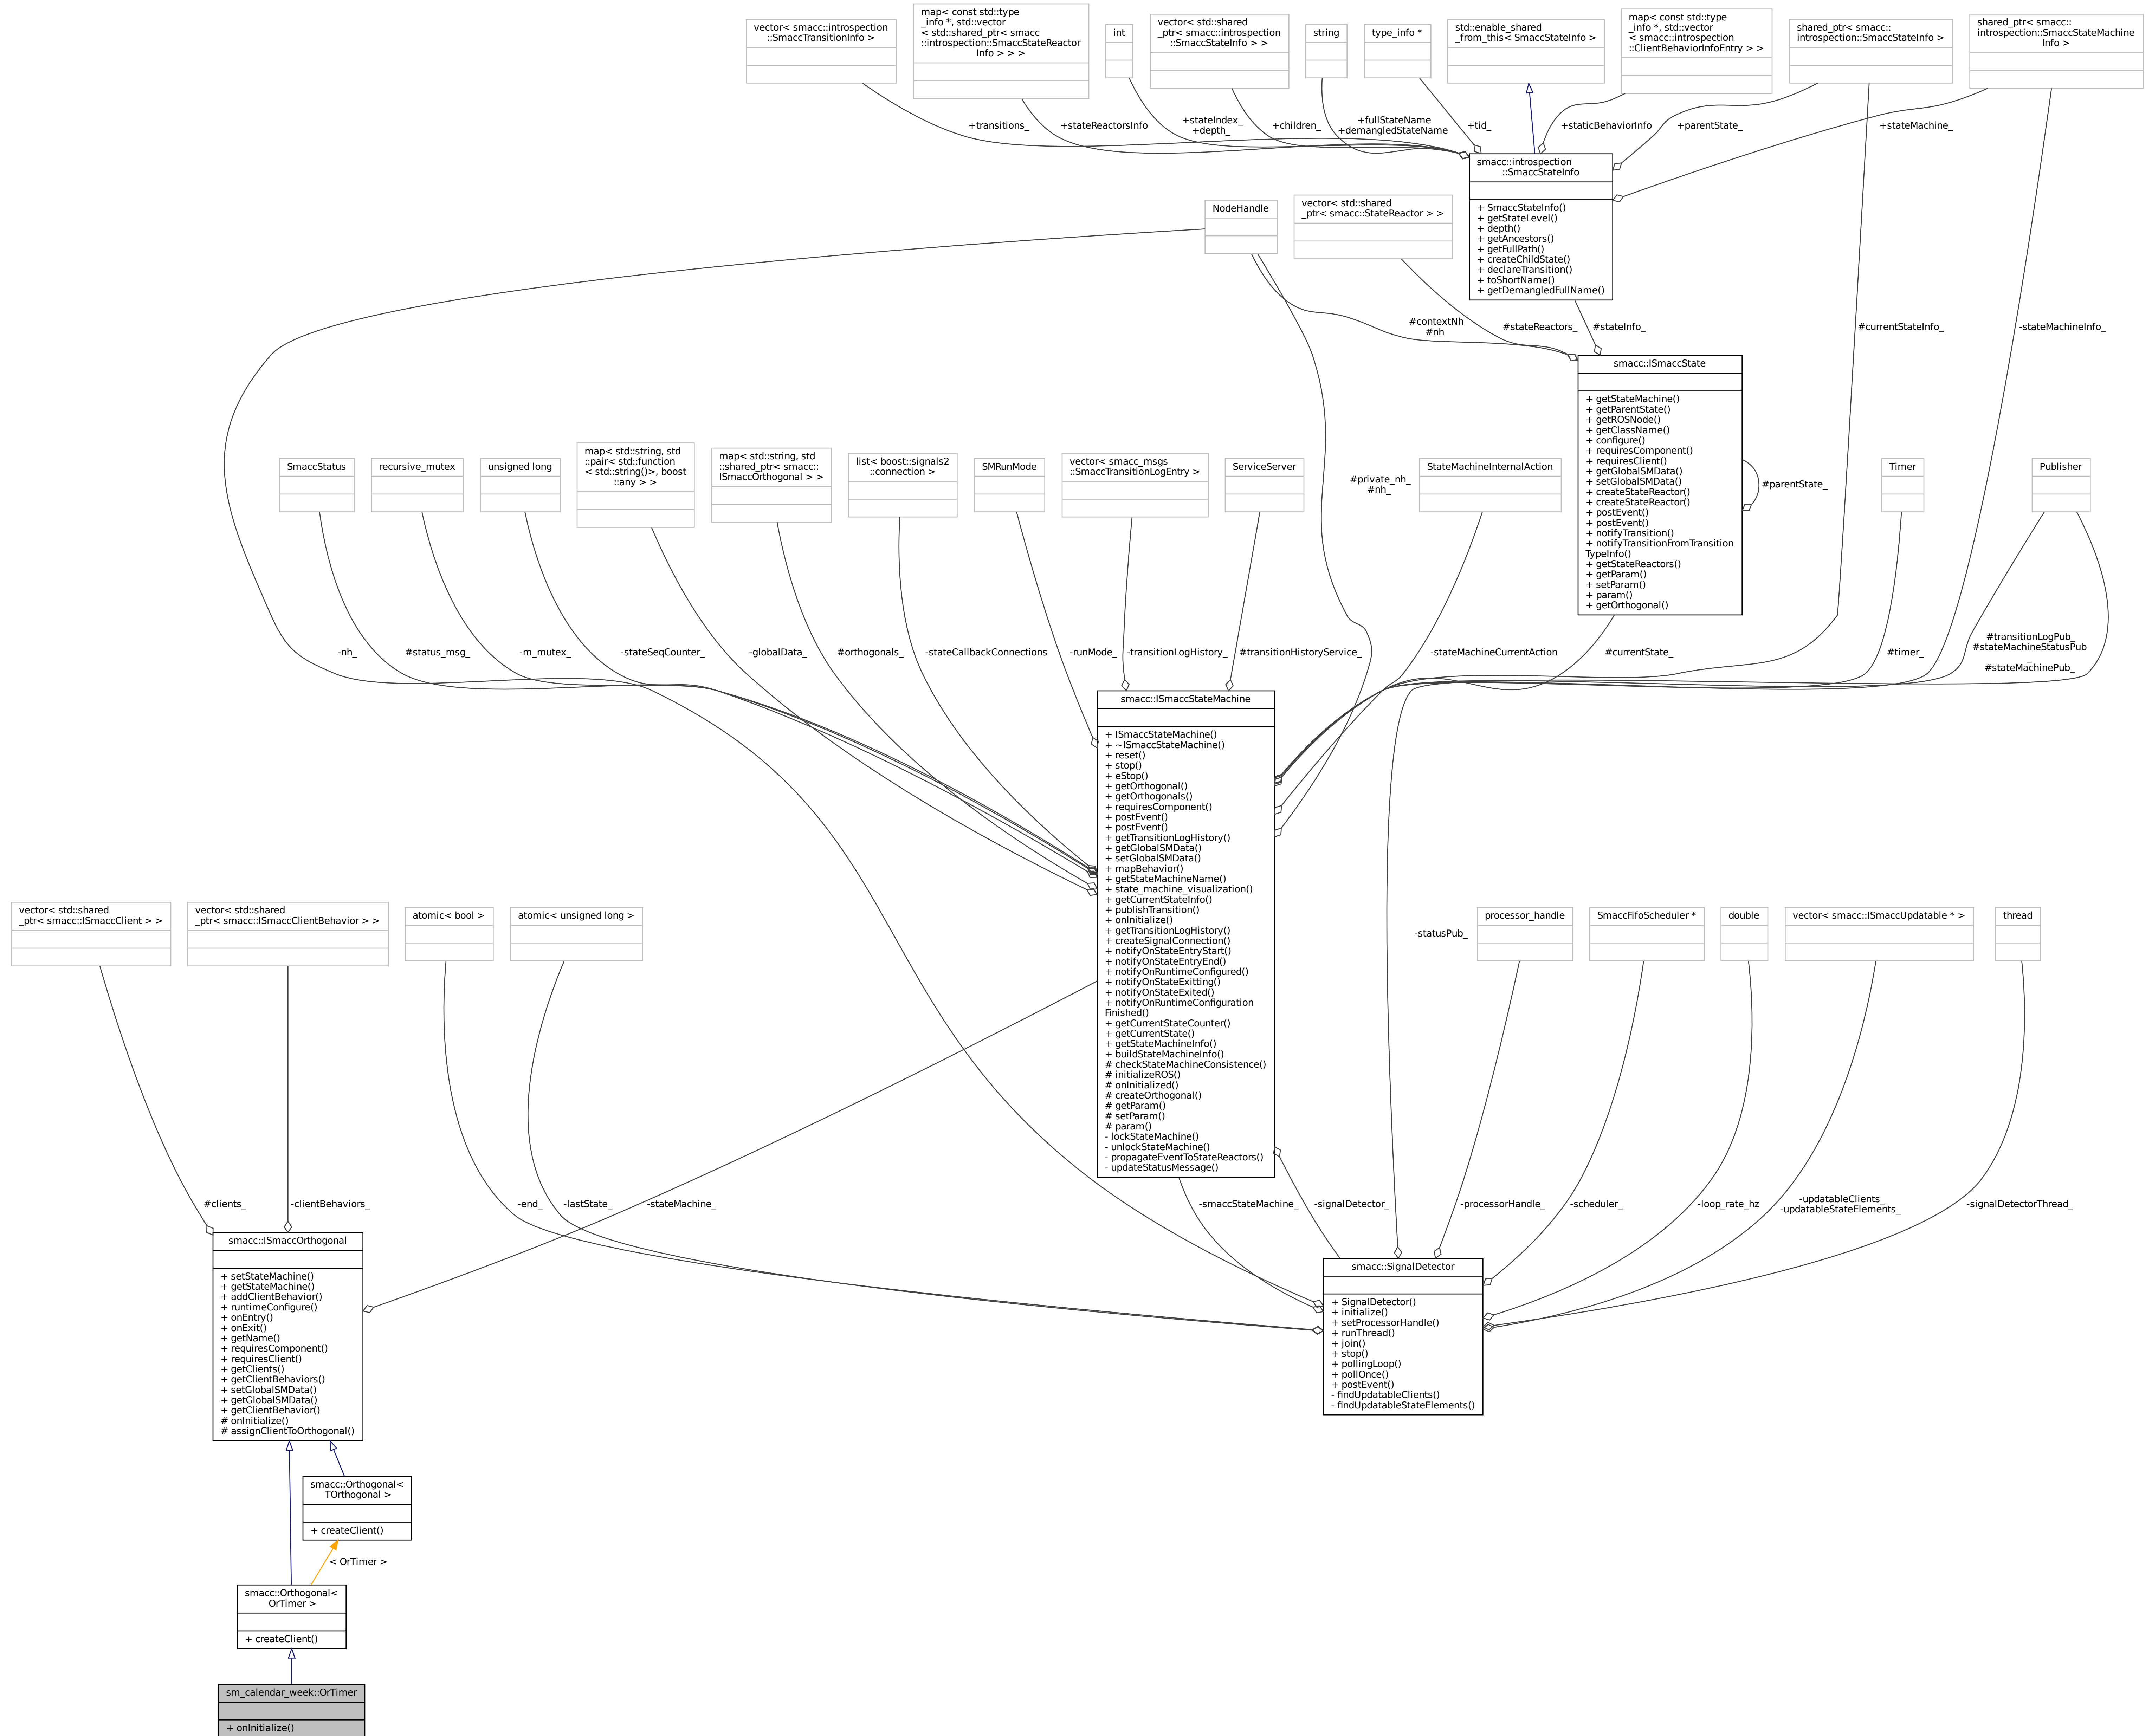 vector< smacc::introspection
::SmaccTransitionInfo >
map< const std::type
_info *, std::vector
< std::shared_ptr< smacc
::introspection::SmaccStateReactor
Info > > >
int
vector< std::shared
_ptr< smacc::introspection
::SmaccStateInfo > >
string
type_info *
std::enable_shared
_from_this< SmaccStateInfo >
map< const std::type
_info *, std::vector
< smacc::introspection
::ClientBehaviorInfoEntry > >
shared_ptr< smacc::
introspection::SmaccStateInfo >
shared_ptr< smacc::
introspection::SmaccStateMachine
Info >
+transitions_
+stateReactorsInfo
+stateIndex_
+depth_
+children_
+fullStateName
+demangledStateName
+tid_
+staticBehaviorInfo
+parentState_
+stateMachine_
smacc::introspection
::SmaccStateInfo
+ SmaccStateInfo()
+ getStateLevel()
+ depth()
+ getAncestors()
+ getFullPath()
+ createChildState()
+ declareTransition()
+ toShortName()
+ getDemangledFullName()
NodeHandle
vector< std::shared
_ptr< smacc::StateReactor > >
#contextNh
#nh
#stateReactors_
#stateInfo_
#currentStateInfo_
-stateMachineInfo_
smacc::ISmaccState
+ getStateMachine()
+ getParentState()
+ getROSNode()
+ getClassName()
+ configure()
+ requiresComponent()
+ requiresClient()
+ getGlobalSMData()
+ setGlobalSMData()
+ createStateReactor()
+ createStateReactor()
+ postEvent()
+ postEvent()
+ notifyTransition()
+ notifyTransitionFromTransition
TypeInfo()
+ getStateReactors()
+ getParam()
+ setParam()
+ param()
+ getOrthogonal()
#parentState_
SmaccStatus
recursive_mutex
unsigned long
map< std::string, std
::pair< std::function
< std::string()>, boost
::any > >
map< std::string, std
::shared_ptr< smacc::
ISmaccOrthogonal > >
list< boost::signals2
::connection >
SMRunMode
vector< smacc_msgs
::SmaccTransitionLogEntry >
ServiceServer
#private_nh_
#nh_
StateMachineInternalAction
Timer
Publisher
-nh_
#status_msg_
-m_mutex_
-stateSeqCounter_
-globalData_
#orthogonals_
-stateCallbackConnections
-runMode_
-transitionLogHistory_
#transitionHistoryService_
-stateMachineCurrentAction
#currentState_
#timer_
#transitionLogPub_
#stateMachineStatusPub
_
#stateMachinePub_
smacc::ISmaccStateMachine
+ ISmaccStateMachine()
+ ~ISmaccStateMachine()
+ reset()
+ stop()
+ eStop()
+ getOrthogonal()
+ getOrthogonals()
+ requiresComponent()
+ postEvent()
+ postEvent()
+ getTransitionLogHistory()
+ getGlobalSMData()
+ setGlobalSMData()
+ mapBehavior()
+ getStateMachineName()
+ state_machine_visualization()
+ getCurrentStateInfo()
+ publishTransition()
+ onInitialize()
+ getTransitionLogHistory()
+ createSignalConnection()
+ notifyOnStateEntryStart()
+ notifyOnStateEntryEnd()
+ notifyOnRuntimeConfigured()
+ notifyOnStateExitting()
+ notifyOnStateExited()
+ notifyOnRuntimeConfiguration
Finished()
+ getCurrentStateCounter()
+ getCurrentState()
+ getStateMachineInfo()
+ buildStateMachineInfo()
# checkStateMachineConsistence()
# initializeROS()
# onInitialized()
# createOrthogonal()
# getParam()
# setParam()
# param()
- lockStateMachine()
- unlockStateMachine()
- propagateEventToStateReactors()
- updateStatusMessage()
vector< std::shared
_ptr< smacc::ISmaccClient > >
vector< std::shared
_ptr< smacc::ISmaccClientBehavior > >
atomic< bool >
atomic< unsigned long >
-statusPub_
processor_handle
SmaccFifoScheduler *
double
vector< smacc::ISmaccUpdatable * >
thread
#clients_
-clientBehaviors_
-end_
-lastState_
-stateMachine_
-smaccStateMachine_
-signalDetector_
-processorHandle_
-scheduler_
-loop_rate_hz
-updatableClients_
-updatableStateElements_
-signalDetectorThread_
smacc::ISmaccOrthogonal
+ setStateMachine()
+ getStateMachine()
+ addClientBehavior()
+ runtimeConfigure()
+ onEntry()
+ onExit()
+ getName()
+ requiresComponent()
+ requiresClient()
+ getClients()
+ getClientBehaviors()
+ setGlobalSMData()
+ getGlobalSMData()
+ getClientBehavior()
# onInitialize()
# assignClientToOrthogonal()
smacc::SignalDetector
+ SignalDetector()
+ initialize()
+ setProcessorHandle()
+ runThread()
+ join()
+ stop()
+ pollingLoop()
+ pollOnce()
+ postEvent()
- findUpdatableClients()
- findUpdatableStateElements()
smacc::Orthogonal<
TOrthogonal >
+ createClient()
< OrTimer >
smacc::Orthogonal<
OrTimer >
+ createClient()
sm_calendar_week::OrTimer
+ onInitialize()